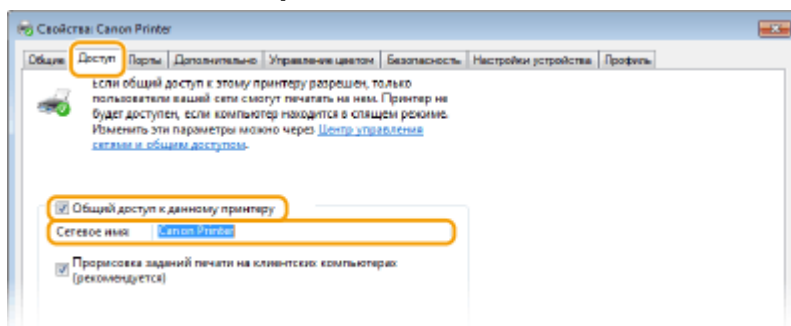 Свойства: Canon Printer
Общие Доступ Порты Дополнительно Управление цветом Безопасность Настройки устройства Профиль
Если общий доступ к этому принтеру разрешен, только
пользователи вашей сети смогут печатать на нем. Принтер не
будет доступен, если компьютер находится в спящем режиме.
Изменить эти параметры можно через Центр управления
сетями и общим доступом.
Общий доступ к данному принтеру
Сетевое имя: Canon Printer
Прорисовка заданий печати на клиентских компьютерах
(рекомендуется)